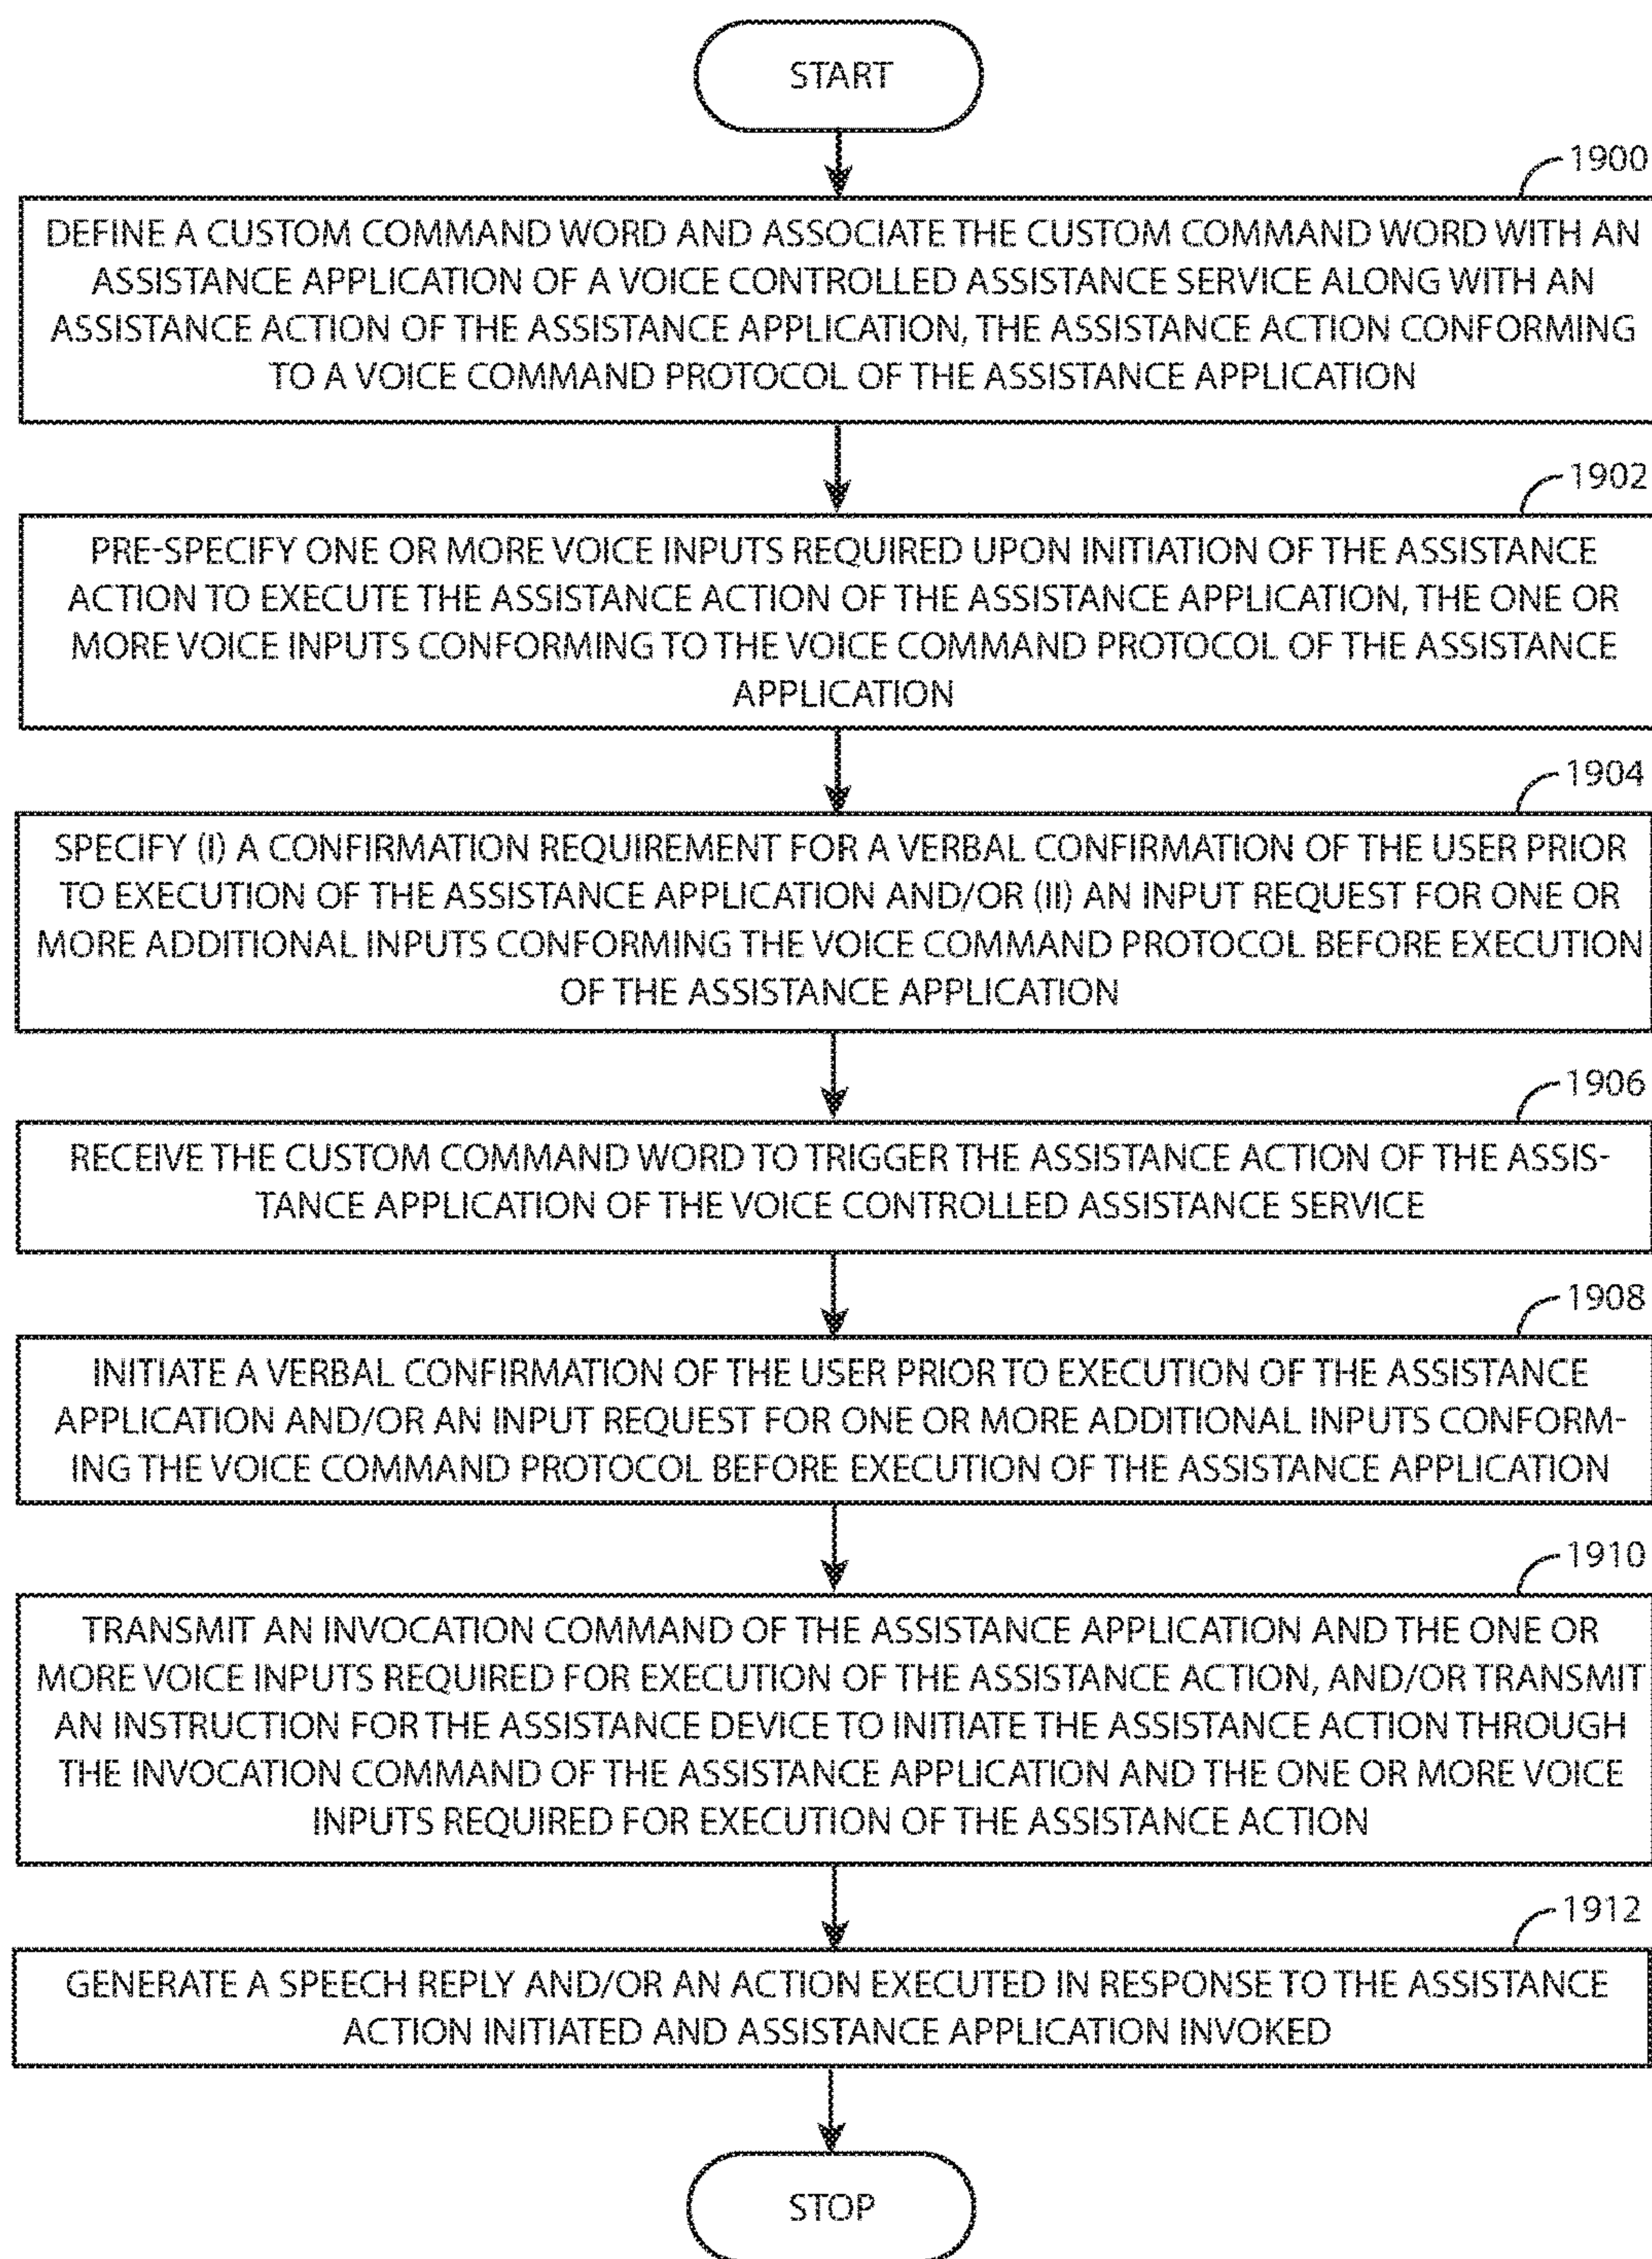 START
1900
DEFINE A CUSTOM COMMAND WORD AND ASSOCIATE THE CUSTOM COMMAND WORD WITH AN
ASSISTANCE APPLICATION OF A VOICE CONTROLLED ASSISTANCE SERVICE ALONG WITH AN
ASSISTANCE ACTION OF THE ASSISTANCE APPLICATION, THE ASSISTANCE ACTION CONFORMING
TO A VOICE COMMAND PROTOCOL OF THE ASSISTANCE APPLICATION
1902
PRE-SPECIFY ONE OR MORE VOICE INPUTS REQUIRED UPON INITIATION OF THE ASSISTANCE
ACTION TO EXECUTE THE ASSISTANCE ACTION OF THE ASSISTANCE APPLICATION, THE ONE OR
MORE VOICE INPUTS CONFORMING TO THE VOICE COMMAND PROTOCOL OF THE ASSISTANCE
APPLICATION
1904
SPECIFY (I) A CONFIRMATION REQUIREMENT FOR A VERBAL CONFIRMATION OF THE USER PRIOR
TO EXECUTION OF THE ASSISTANCE APPLICATION AND/OR (II) AN INPUT REQUEST FOR ONE OR
MORE ADDITIONAL INPUTS CONFORMING THE VOICE COMMAND PROTOCOL BEFORE EXECUTION
OF THE ASSISTANCE APPLICATION
1906
RECEIVE THE CUSTOM COMMAND WORD TO TRIGGER THE ASSISTANCE ACTION OF THE ASSIS-
TANCE APPLICATION OF THE VOICE CONTROLLED ASSISTANCE SERVICE
1908
INITIATE A VERBAL CONFIRMATION OF THE USER PRIOR TO EXECUTION OF THE ASSISTANCE
APPLICATION AND/OR AN INPUT REQUEST FOR ONE OR MORE ADDITIONAL INPUTS CONFORM-
ING THE VOICE COMMAND PROTOCOL BEFORE EXECUTION OF THE ASSISTANCE APPLICATION
1910
TRANSMIT AN INVOCATION COMMAND OF THE ASSISTANCE APPLICATION AND THE ONE OR
MORE VOICE INPUTS REQUIRED FOR EXECUTION OF THE ASSISTANCE ACTION, AND/OR TRANSMIT
AN INSTRUCTION FOR THE ASSISTANCE DEVICE TO INITIATE THE ASSISTANCE ACTION THROUGH
THE INVOCATION COMMAND OF THE ASSISTANCE APPLICATION AND THE ONE OR MORE VOICE
INPUTS REQUIRED FOR EXECUTION OF THE ASSISTANCE ACTION
1912
GENERATE A SPEECH REPLY AND/OR AN ACTION EXECUTED IN RESPONSE TO THE ASSISTANCE
ACTION INITIATED AND ASSISTANCE APPLICATION INVOKED
STOP